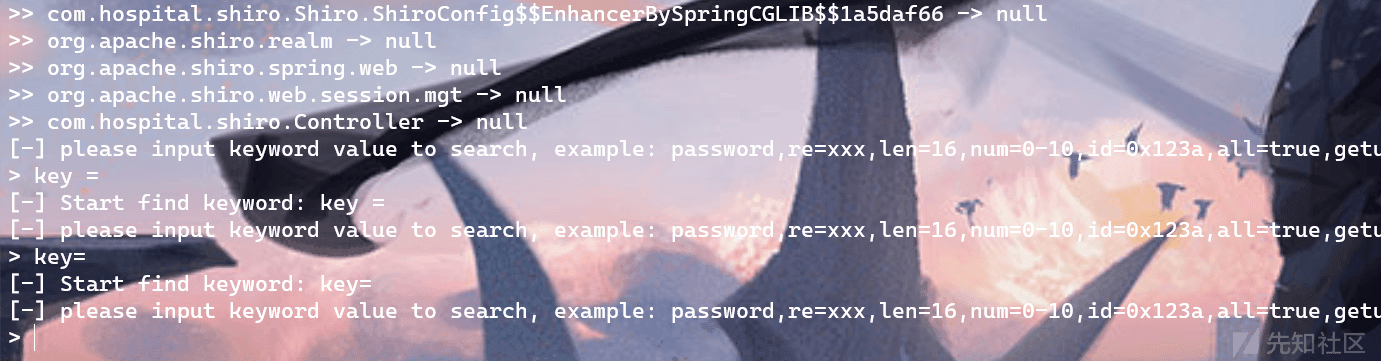 >> com.hospital.shiro.Shiro.ShiroConfig$$EnhancerBySpringCGLIB$$1a5daf66 -> null
>> org.apache.shiro.realm -> null
>> org.apache.shiro.spring.web -> null
>> org.apache.shiro.web.session.mgt -> null
>> com.hospital.shiro.Controller -> null
[-] please input keyword value to search, example: password,re=xxx,len=16,num=0-10,id=0x123a,all=true,getu
> key =
[-] Start find keyword: key =
[-] please input keyword value to search, example: password,re=xxx,len=16,num=0-10,id=0x123a,all=true,getu
> key=
[-] Start find keyword: key=
[-] please input keyword value to search, example: password,re=xxx,len=16,num=0-10,id=0x123a,all=true,getu
>
先知社区